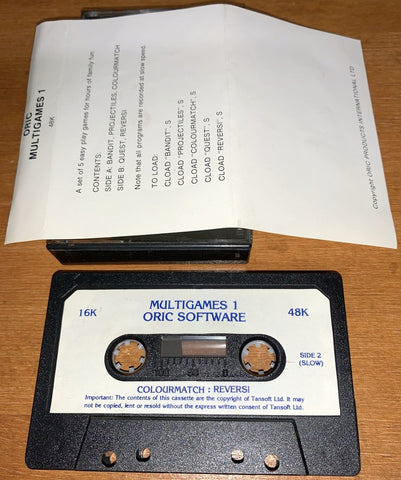 ORIC
MULTIGAMES 1
48K
A set of 5 easy play games for hours of family fun.
CONTENTS:
SIDE A: BANDIT, PROJECTILES, COLOURMATCH
SIDE B: QUEST, REVERSI
Note that all programs are recorded at slow speed.
TO LOAD:
CLOAD "BANDIT", S
CLOAD "PROJECTILES", S
CLOAD "COLOURMATCH", S
CLOAD "QUEST", S
CLOAD "REVERSI", S
Copyright ORIC PRODUCTS INTERNATIONAL LTD
MULTIGAMES 1
16K ORIC SOFTWARE 48K
SIDE 2
(SLOW)
100 50 0
COLOURMATCH : REVERSI
Important: The contents of this cassette are the copyright of Tansoft Ltd. It may
not be copied, lent or resold without the express written consent of Tansoft Ltd.